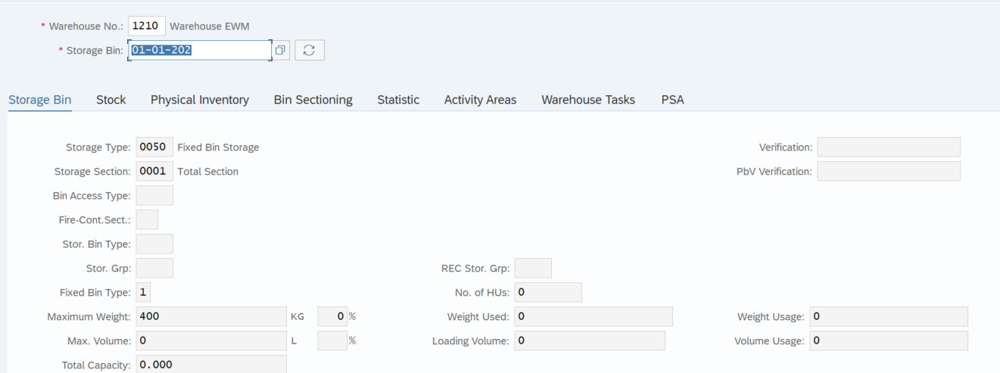 * Warehouse No.: 1210 Warehouse EWM
* Storage Bin: 01-01-202
Storage Bin Stock Physical Inventory Bin Sectioning Statistic Activity Areas Warehouse Tasks PSA
Storage Type: 0050 Fixed Bin Storage Verification:
Storage Section: 0001 Total Section PbV Verification:
Bin Access Type:
Fire-Cont.Sect.:
Stor. Bin Type:
Stor. Grp: REC Stor. Grp:
Fixed Bin Type: 1 No. of HUs: 0
Maximum Weight: 400 KG 0 % Weight Used: 0 Weight Usage: 0
Max. Volume: 0 L % Loading Volume: 0 Volume Usage: 0
Total Capacity: 0.000